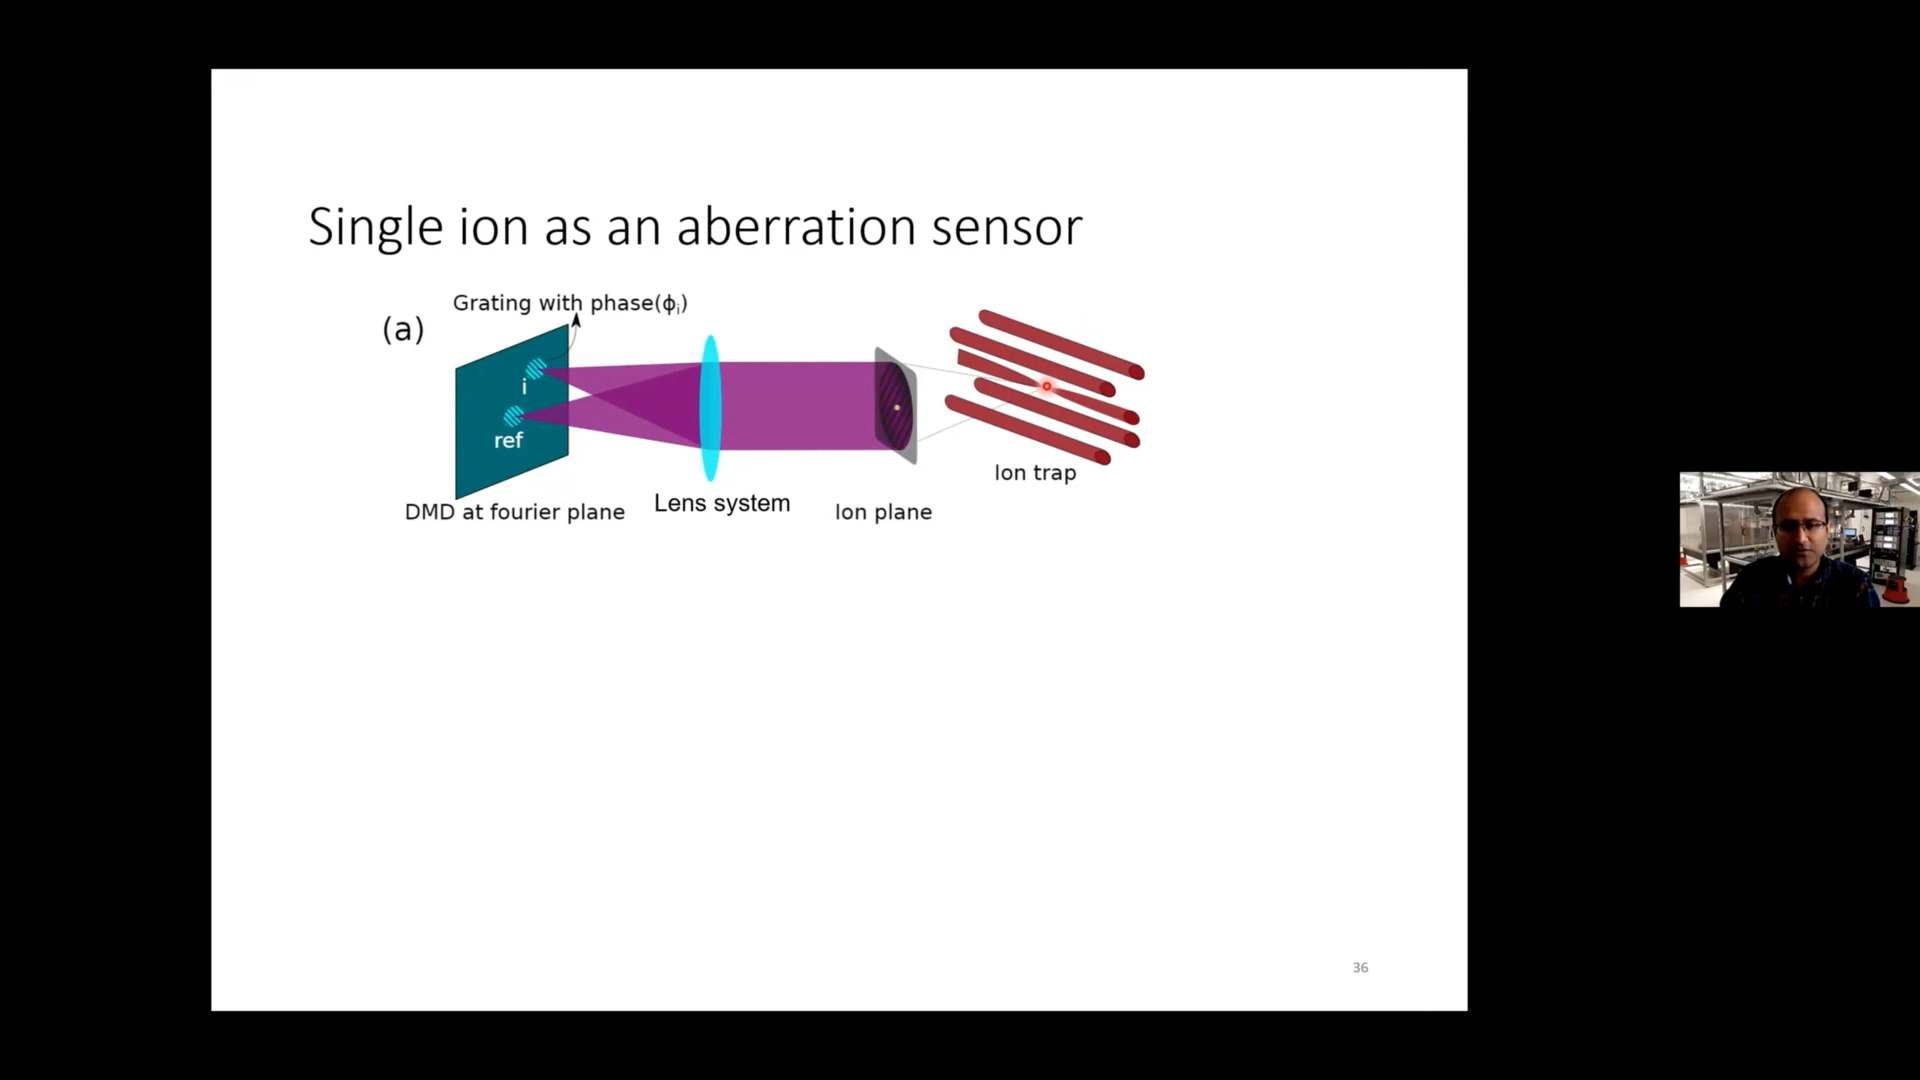 Single ion as an aberration sensor
Grating with phase(ϕᵢ)
(a)
i
ref
DMD at fourier plane
Lens system
Ion plane
Ion trap
36